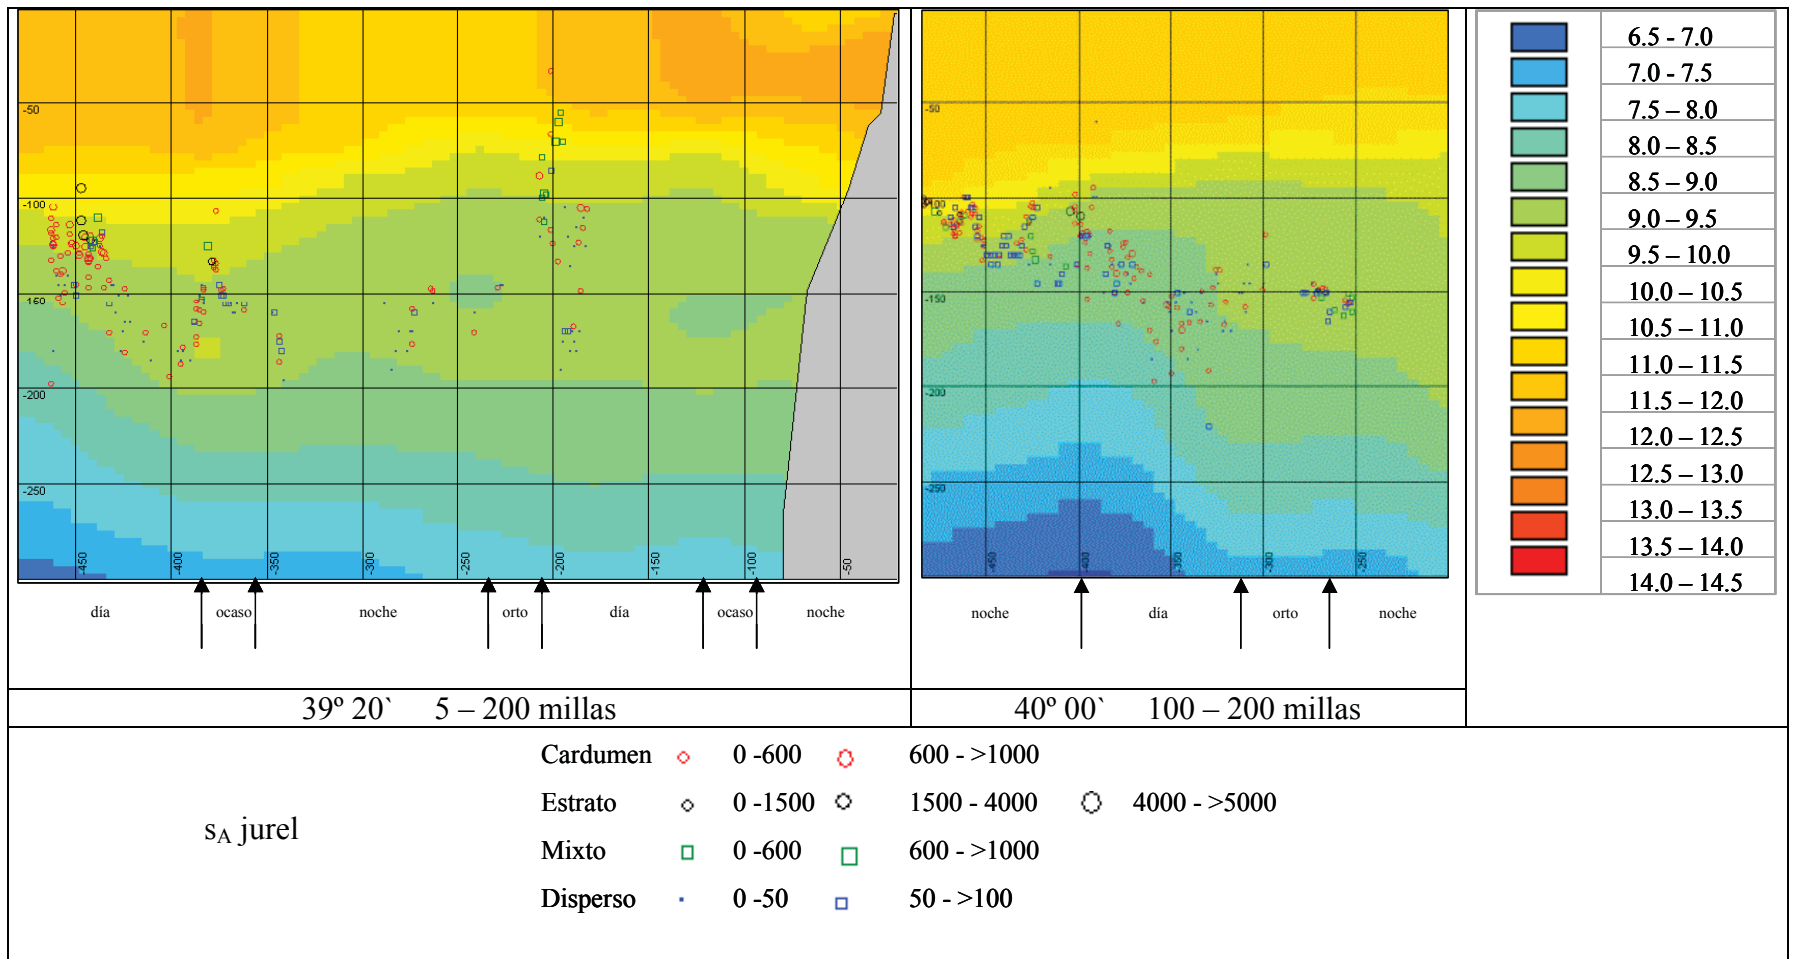 -50
-100
-150
-200
-250
-450
-400
-350
-300
-250
-200
-150
-100
-50
día
ocaso
noche
orto
día
ocaso
noche
-50
-100
-150
-200
-250
-450
-400
-350
-300
-250
noche
día
orto
noche
6.5 - 7.0
7.0 - 7.5
7.5 – 8.0
8.0 – 8.5
8.5 – 9.0
9.0 – 9.5
9.5 – 10.0
10.0 – 10.5
10.5 – 11.0
11.0 – 11.5
11.5 – 12.0
12.0 – 12.5
12.5 – 13.0
13.0 – 13.5
13.5 – 14.0
14.0 – 14.5
39º 20` 5 – 200 millas
40º 00` 100 – 200 millas
sA jurel
Cardumen 0 -600 600 - >1000
Estrato 0 -1500 1500 - 4000 4000 - >5000
Mixto 0 -600 600 - >1000
Disperso 0 -50 50 - >100